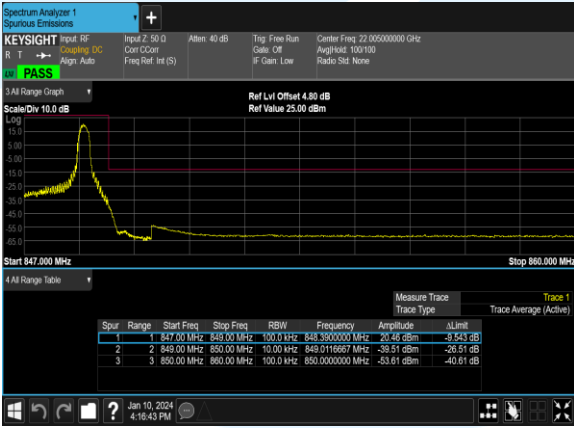 Spectrum Analyzer 1
Spurious Emissions
+
KEYSIGHT Input: RF Input Z: 50 Ω Atten: 40 dB Trig: Free Run Center Freq: 22.005000000 GHz
R T Coupling: DC Corr CCorr Gate: Off Avg|Hold: 100/100
Align: Auto Freq Ref: Int (S) IF Gain: Low Radio Std: None
PASS
3 All Range Graph
Ref Lvl Offset 4.80 dB
Scale/Div 10.0 dB Ref Value 25.00 dBm
Log
15.0
5.00
-5.00
-15.0
-25.0
-35.0
-45.0
-55.0
-65.0
Start 847.000 MHz Stop 860.000 MHz
4 All Range Table
Measure Trace Trace 1
Trace Type Trace Average (Active)
Spur Range Start Freq Stop Freq RBW Frequency Amplitude ΔLimit
1 1 847.00 MHz 849.00 MHz 100.0 kHz 848.3900000 MHz 20.46 dBm -9.543 dB
2 2 849.00 MHz 850.00 MHz 10.00 kHz 849.0116667 MHz -39.51 dBm -26.51 dB
3 3 850.00 MHz 860.00 MHz 100.0 kHz 850.0000000 MHz -53.61 dBm -40.61 dB
? Jan 10, 2024
4:16:43 PM